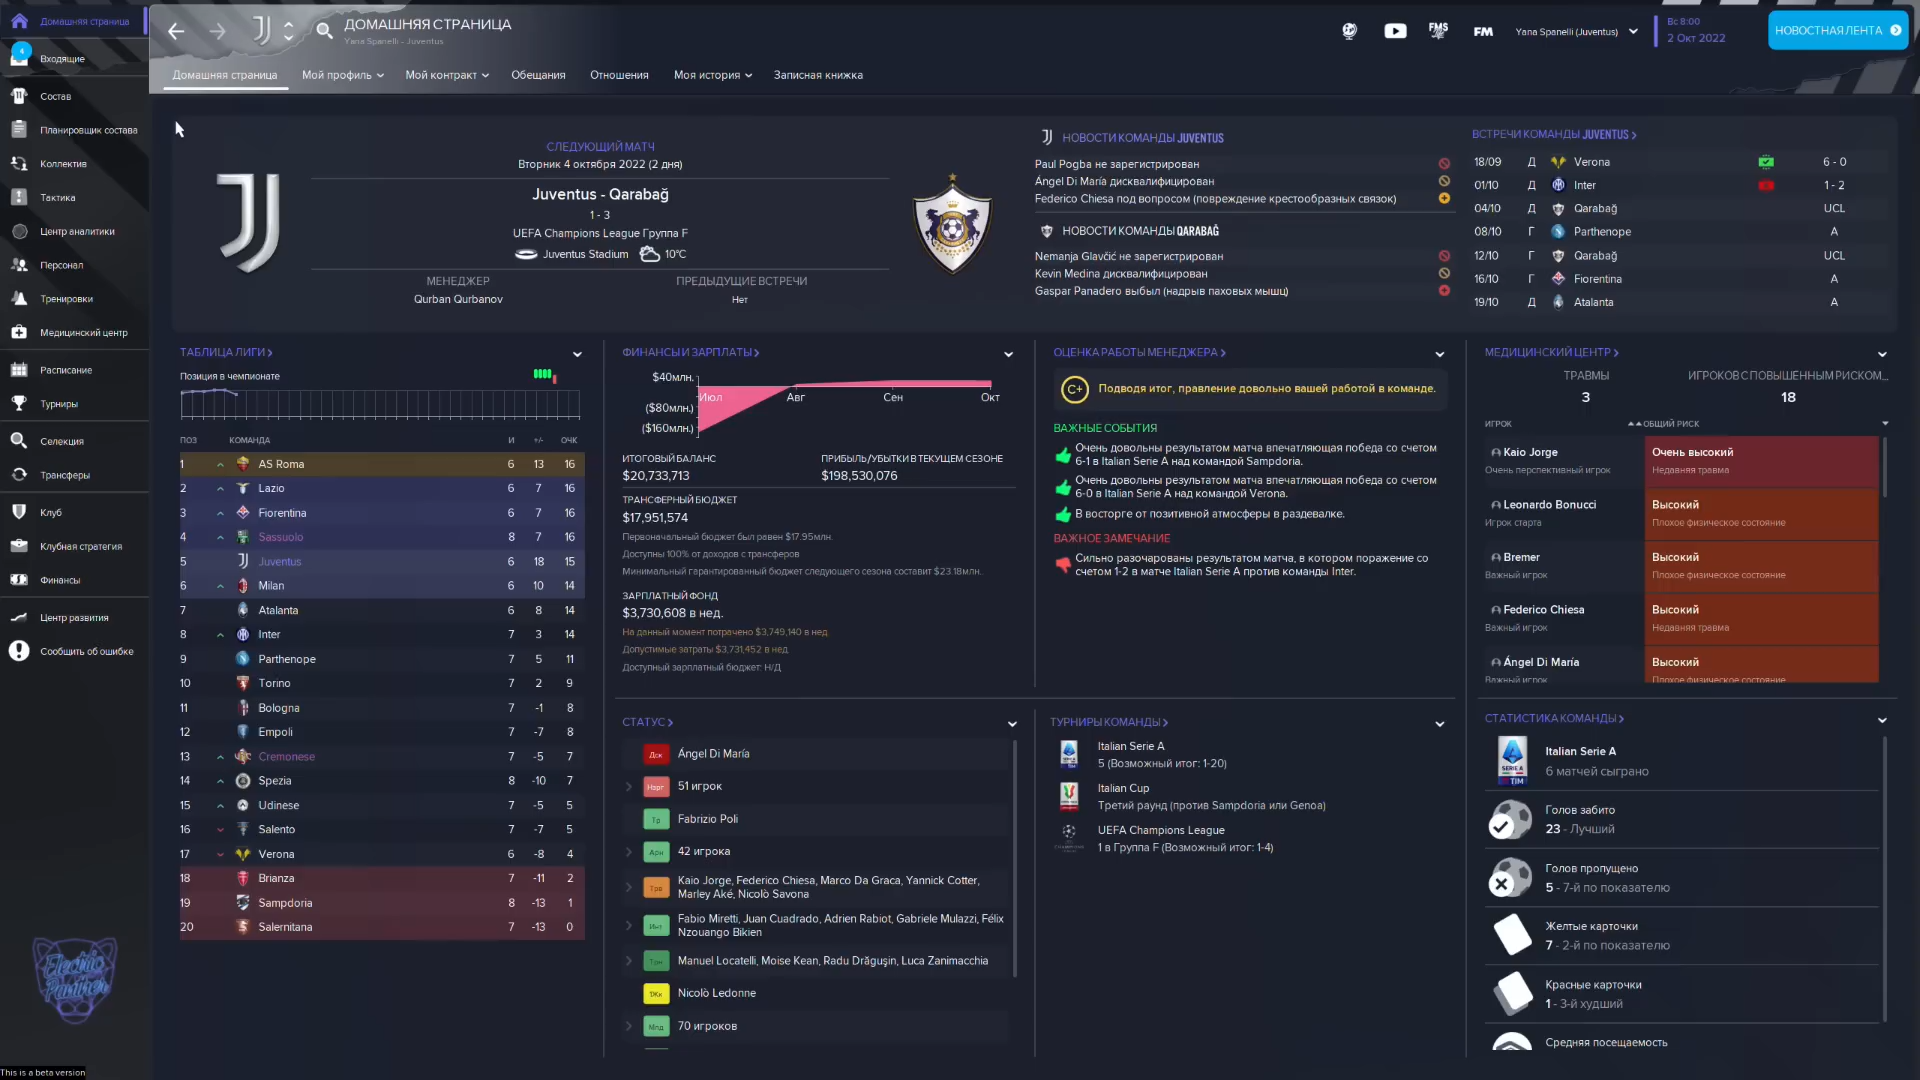 Домашняя страница
4
Входящие
Состав
Планировщик состава
Коллектив
Тактика
Центр аналитики
Персонал
Тренировки
Медицинский центр
Расписание
Турниры
Селекция
Трансферы
Клуб
Клубная стратегия
Финансы
Центр развития
Сообщить об ошибке
Electric Panther
This is a beta version
ДОМАШНЯЯ СТРАНИЦА
Yana Spanelli - Juventus
FMS
FM
Yana Spanelli (Juventus)
Вс 8:00
2 Окт 2022
НОВОСТНАЯ ЛЕНТА
Домашняя страница
Мой профиль
Мой контракт
Обещания
Отношения
Моя история
Записная книжка
СЛЕДУЮЩИЙ МАТЧ
Вторник 4 октября 2022 (2 дня)
Juventus - Qarabağ
1 - 3
UEFA Champions League Группа F
Juventus Stadium 10°C
МЕНЕДЖЕР
Qurban Qurbanov
ПРЕДЫДУЩИЕ ВСТРЕЧИ
Нет
НОВОСТИ КОМАНДЫ JUVENTUS
Paul Pogba не зарегистрирован
Ángel Di María дисквалифицирован
Federico Chiesa под вопросом (повреждение крестообразных связок)
НОВОСТИ КОМАНДЫ QARABAĞ
Nemanja Glavčić не зарегистрирован
Kevin Medina дисквалифицирован
Gaspar Panadero выбыл (надрыв паховых мышц)
ВСТРЕЧИ КОМАНДЫ JUVENTUS
18/09 Д Verona 6 - 0
01/10 Д Inter 1 - 2
04/10 Д Qarabağ UCL
08/10 Г Parthenope A
12/10 Г Qarabağ UCL
16/10 Г Fiorentina A
19/10 Д Atalanta A
ТАБЛИЦА ЛИГИ
Позиция в чемпионате
ПОЗ КОМАНДА И +/- ОЧК
1 AS Roma 6 13 16
2 Lazio 6 7 16
3 Fiorentina 6 7 16
4 Sassuolo 8 7 16
5 Juventus 6 18 15
6 Milan 6 10 14
7 Atalanta 6 8 14
8 Inter 7 3 14
9 Parthenope 7 5 11
10 Torino 7 2 9
11 Bologna 7 -1 8
12 Empoli 7 -7 8
13 Cremonese 7 -5 7
14 Spezia 8 -10 7
15 Udinese 7 -5 5
16 Salento 7 -7 5
17 Verona 6 -8 4
18 Brianza 7 -11 2
19 Sampdoria 8 -13 1
20 Salernitana 7 -13 0
ФИНАНСЫ И ЗАРПЛАТЫ
$40млн.
($80млн.)
($160млн.)
Июл Авг Сен Окт
ИТОГОВЫЙ БАЛАНС
$20,733,713
ПРИБЫЛЬ/УБЫТКИ В ТЕКУЩЕМ СЕЗОНЕ
$198,530,076
ТРАНСФЕРНЫЙ БЮДЖЕТ
$17,951,574
Первоначальный бюджет был равен $17.95млн.
Доступны 100% от доходов с трансферов
Минимальный гарантированный бюджет следующего сезона составит $23.18млн.
ЗАРПЛАТНЫЙ ФОНД
$3,730,608 в нед.
На данный момент потрачено $3,749,140 в нед.
Допустимые затраты $3,731,452 в нед
Доступный зарплатный бюджет: Н/Д
ОЦЕНКА РАБОТЫ МЕНЕДЖЕРА
C+
Подводя итог, правление довольно вашей работой в команде.
ВАЖНЫЕ СОБЫТИЯ
Очень довольны результатом матча впечатляющая победа со счетом
6-1 в Italian Serie A над командой Sampdoria.
Очень довольны результатом матча впечатляющая победа со счетом
6-0 в Italian Serie A над командой Verona.
В восторге от позитивной атмосферы в раздевалке.
ВАЖНОЕ ЗАМЕЧАНИЕ
Сильно разочарованы результатом матча, в котором поражение со
счетом 1-2 в матче Italian Serie A против команды Inter.
МЕДИЦИНСКИЙ ЦЕНТР
ТРАВМЫ
3
ИГРОКОВ С ПОВЫШЕННЫМ РИСКОМ...
18
ИГРОК ОБЩИЙ РИСК
Kaio Jorge Очень высокий
Очень перспективный игрок Недавняя травма
Leonardo Bonucci Высокий
Игрок старта Плохое физическое состояние
Bremer Высокий
Важный игрок Плохое физическое состояние
Federico Chiesa Высокий
Важный игрок Недавняя травма
Ángel Di María Высокий
Важный игрок Плохое физическое состояние
СТАТУС
Дск Ángel Di María
Нзрг 51 игрок
Тр Fabrizio Poli
Арн 42 игрока
Трв Kaio Jorge, Federico Chiesa, Marco Da Graca, Yannick Cotter,
Marley Aké, Nicolò Savona
Инт Fabio Miretti, Juan Cuadrado, Adrien Rabiot, Gabriele Mulazzi, Félix
Nzouango Bikien
Manuel Locatelli, Moise Kean, Radu Drăgușin, Luca Zanimacchia
Nicolò Ledonne
Млд 70 игроков
ТУРНИРЫ КОМАНДЫ
Italian Serie A
5 (Возможный итог: 1-20)
Italian Cup
Третий раунд (против Sampdoria или Genoa)
UEFA Champions League
1 в Группа F (Возможный итог: 1-4)
СТАТИСТИКА КОМАНДЫ
SERIE A
TIM
Italian Serie A
6 матчей сыграно
Голов забито
23 - Лучший
Голов пропущено
5 - 7-й по показателю
Желтые карточки
7 - 2-й по показателю
Красные карточки
1 - 3-й худший
Средняя посещаемость